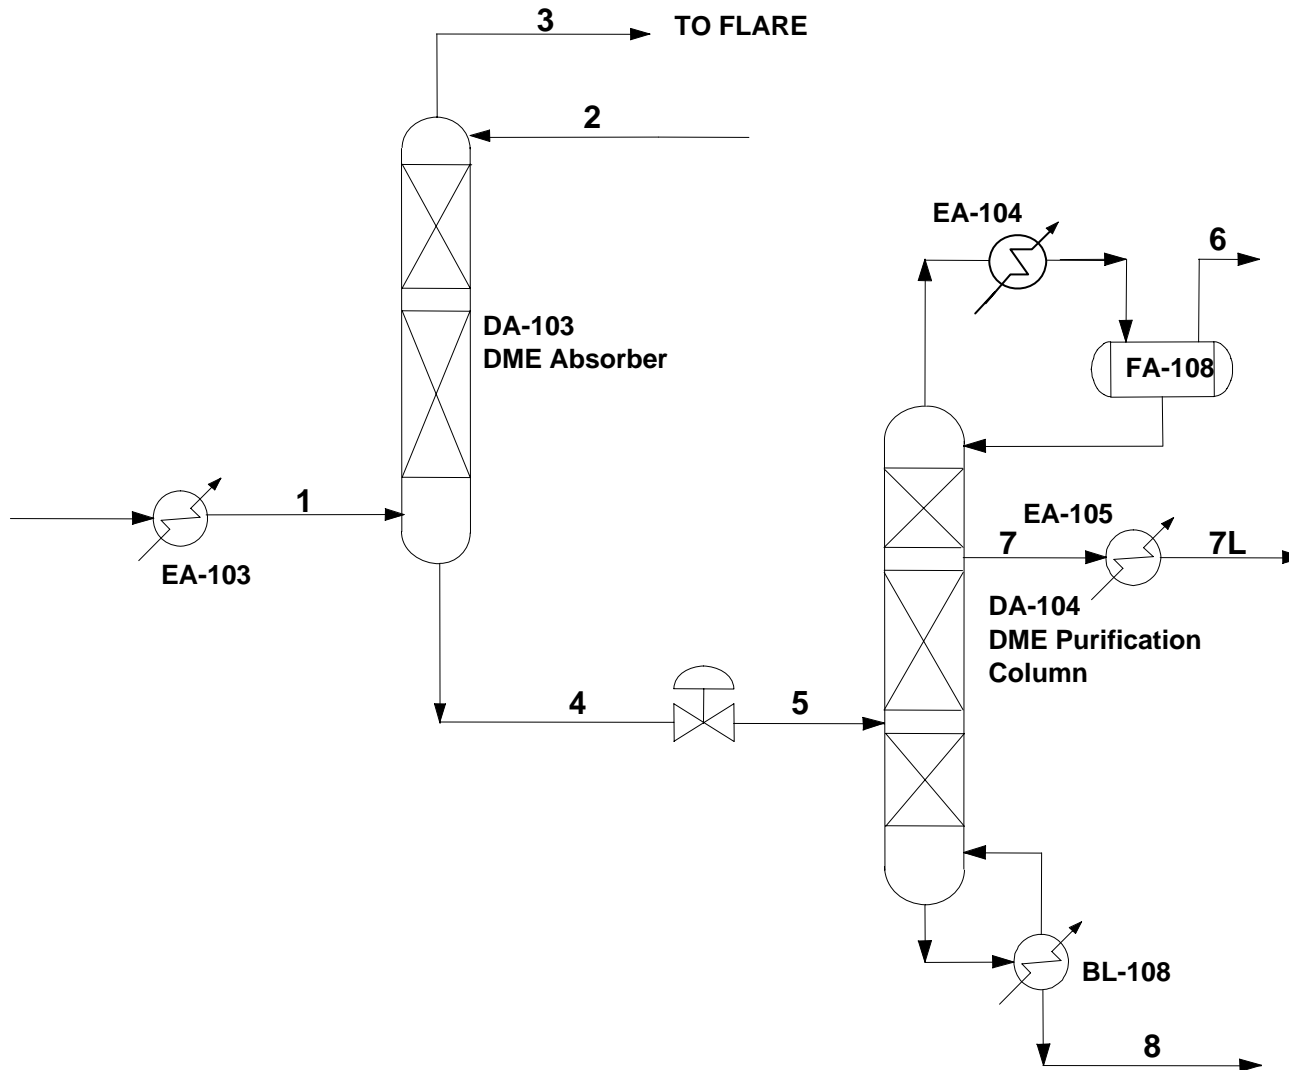 3
TO FLARE
2
EA-104
6
DA-103
DME Absorber
FA-108
1
EA-103
EA-105
7
7L
DA-104
DME Purification
Column
4
5
BL-108
8